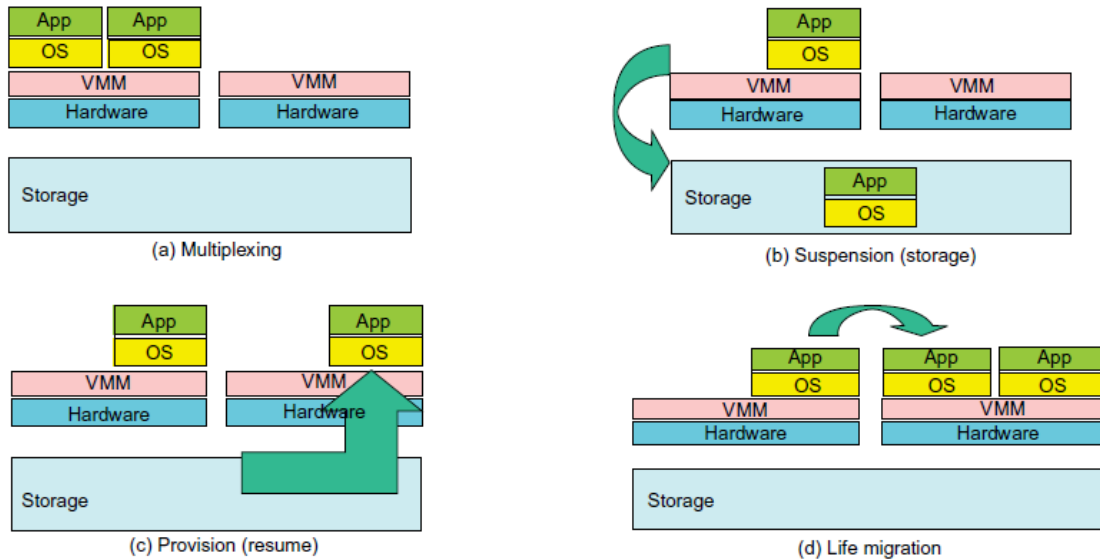 App App
OS OS
VMM VMM
Hardware Hardware
Storage
(a) Multiplexing
App
OS
VMM VMM
Hardware Hardware
App
Storage
OS
(b) Suspension (storage)
App App
OS OS
VMM VMM
Hardware Hardware
Storage
(c) Provision (resume)
App App App
OS OS OS
VMM VMM
Hardware Hardware
Storage
(d) Life migration